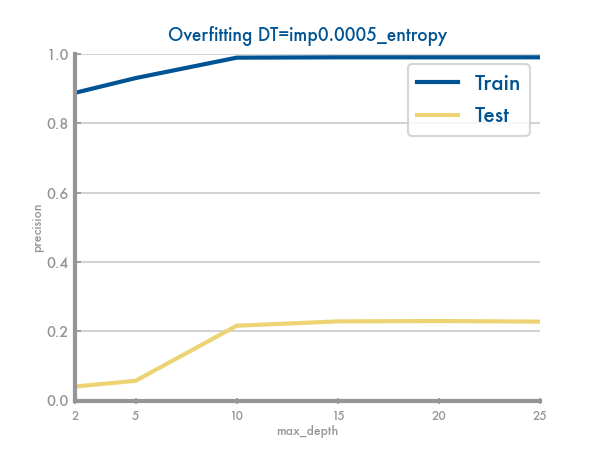 Overfitting DT=imp0.0005_entropy
1.0
0.8
0.6
0.4
0.2
0.0
precision
Train
Test
2 5 10 15 20 25
max_depth